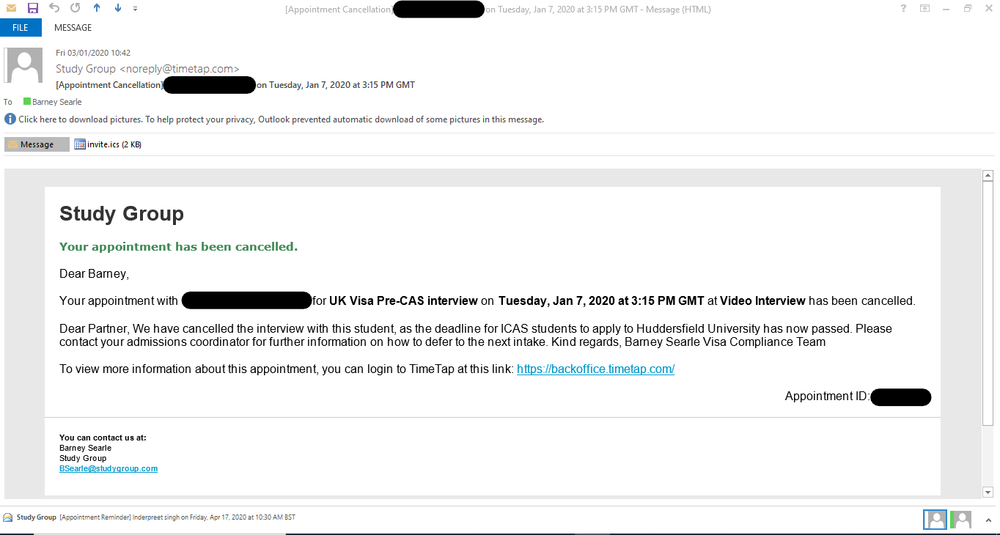 [Appointment Cancellation] on Tuesday, Jan 7, 2020 at 3:15 PM GMT - Message (HTML)
FILE MESSAGE
Fri 03/01/2020 10:42
Study Group <noreply@timetap.com>
[Appointment Cancellation] on Tuesday, Jan 7, 2020 at 3:15 PM GMT
To Barney Searle
Click here to download pictures. To help protect your privacy, Outlook prevented automatic download of some pictures in this message.
Message invite.ics (2 KB)
Study Group
Your appointment has been cancelled.
Dear Barney,
Your appointment with for UK Visa Pre-CAS interview on Tuesday, Jan 7, 2020 at 3:15 PM GMT at Video Interview has been cancelled.
Dear Partner, We have cancelled the interview with this student, as the deadline for ICAS students to apply to Huddersfield University has now passed. Please
contact your admissions coordinator for further information on how to defer to the next intake. Kind regards, Barney Searle Visa Compliance Team
To view more information about this appointment, you can login to TimeTap at this link: https://backoffice.timetap.com/
Appointment ID:
You can contact us at:
Barney Searle
Study Group
BSearle@studygroup.com
Study Group [Appointment Reminder] Inderpreet singh on Friday, Apr 17, 2020 at 10:30 AM BST